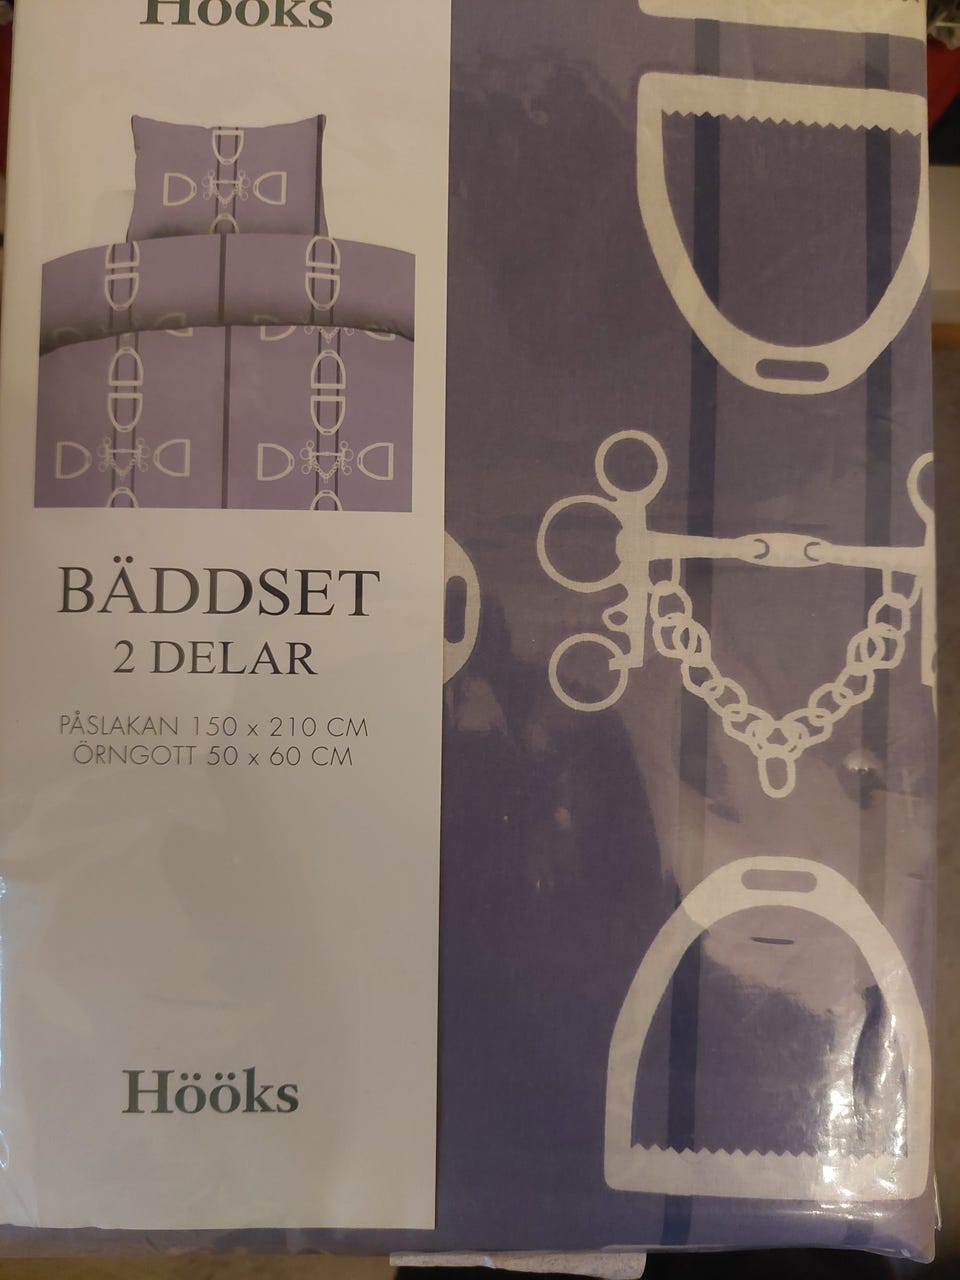 Hööks
BÄDDSET
2 DELAR
PÅSLAKAN 150 x 210 CM
ÖRNGOTT 50 x 60 CM
Hööks